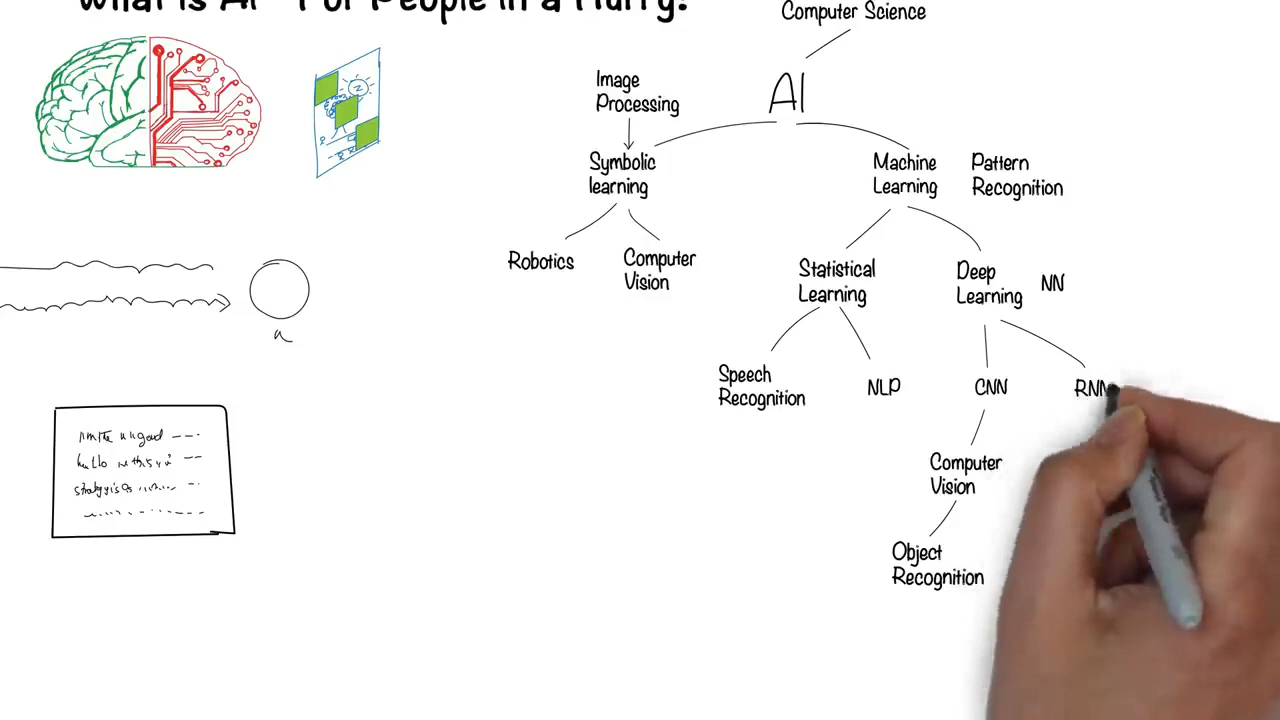 What is AI - For People in a Hurry!
Computer Science
AI
Image
Processing
Symbolic
learning
Machine
Learning
Pattern
Recognition
Robotics
Computer
Vision
Statistical
Learning
Deep
Learning
NN
Speech
Recognition
NLP
CNN
RNN
Computer
Vision
Object
Recognition
a
hello